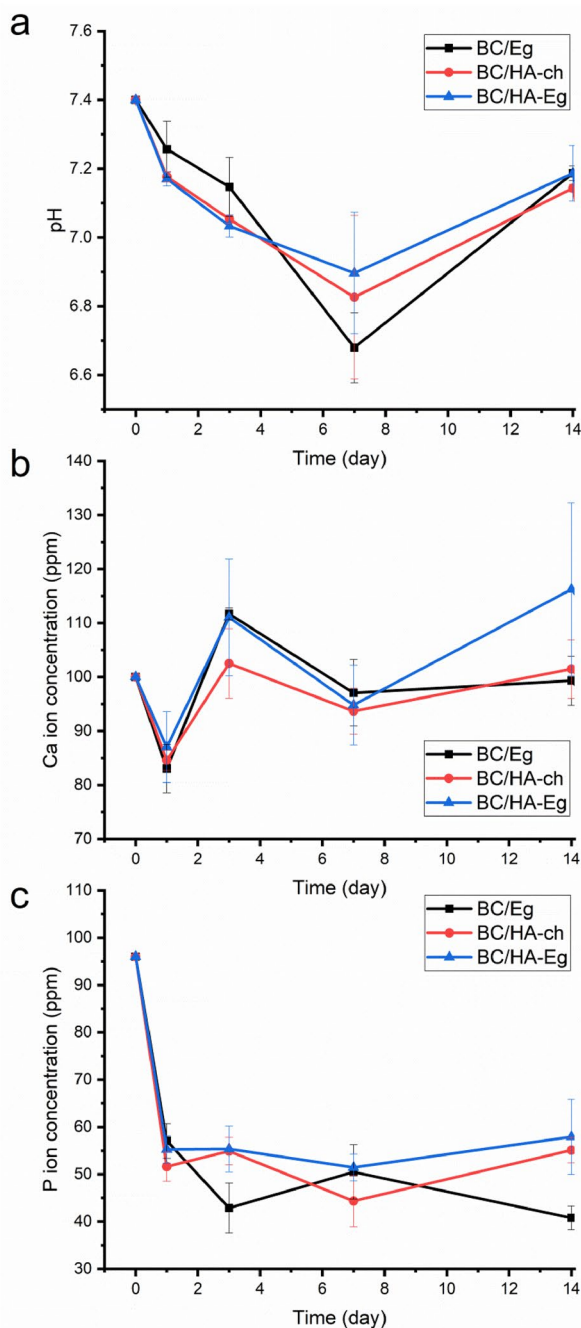 a
7.6
7.4
7.2
7.0
6.8
6.6
pH
BC/Eg
BC/HA-ch
BC/HA-Eg
0 2 4 6 8 10 12 14
Time (day)
b
140
130
120
110
100
90
80
70
Ca ion concentration (ppm)
BC/Eg
BC/HA-ch
BC/HA-Eg
0 2 4 6 8 10 12 14
Time (day)
c
110
100
90
80
70
60
50
40
30
P ion concentration (ppm)
BC/Eg
BC/HA-ch
BC/HA-Eg
0 2 4 6 8 10 12 14
Time (day)